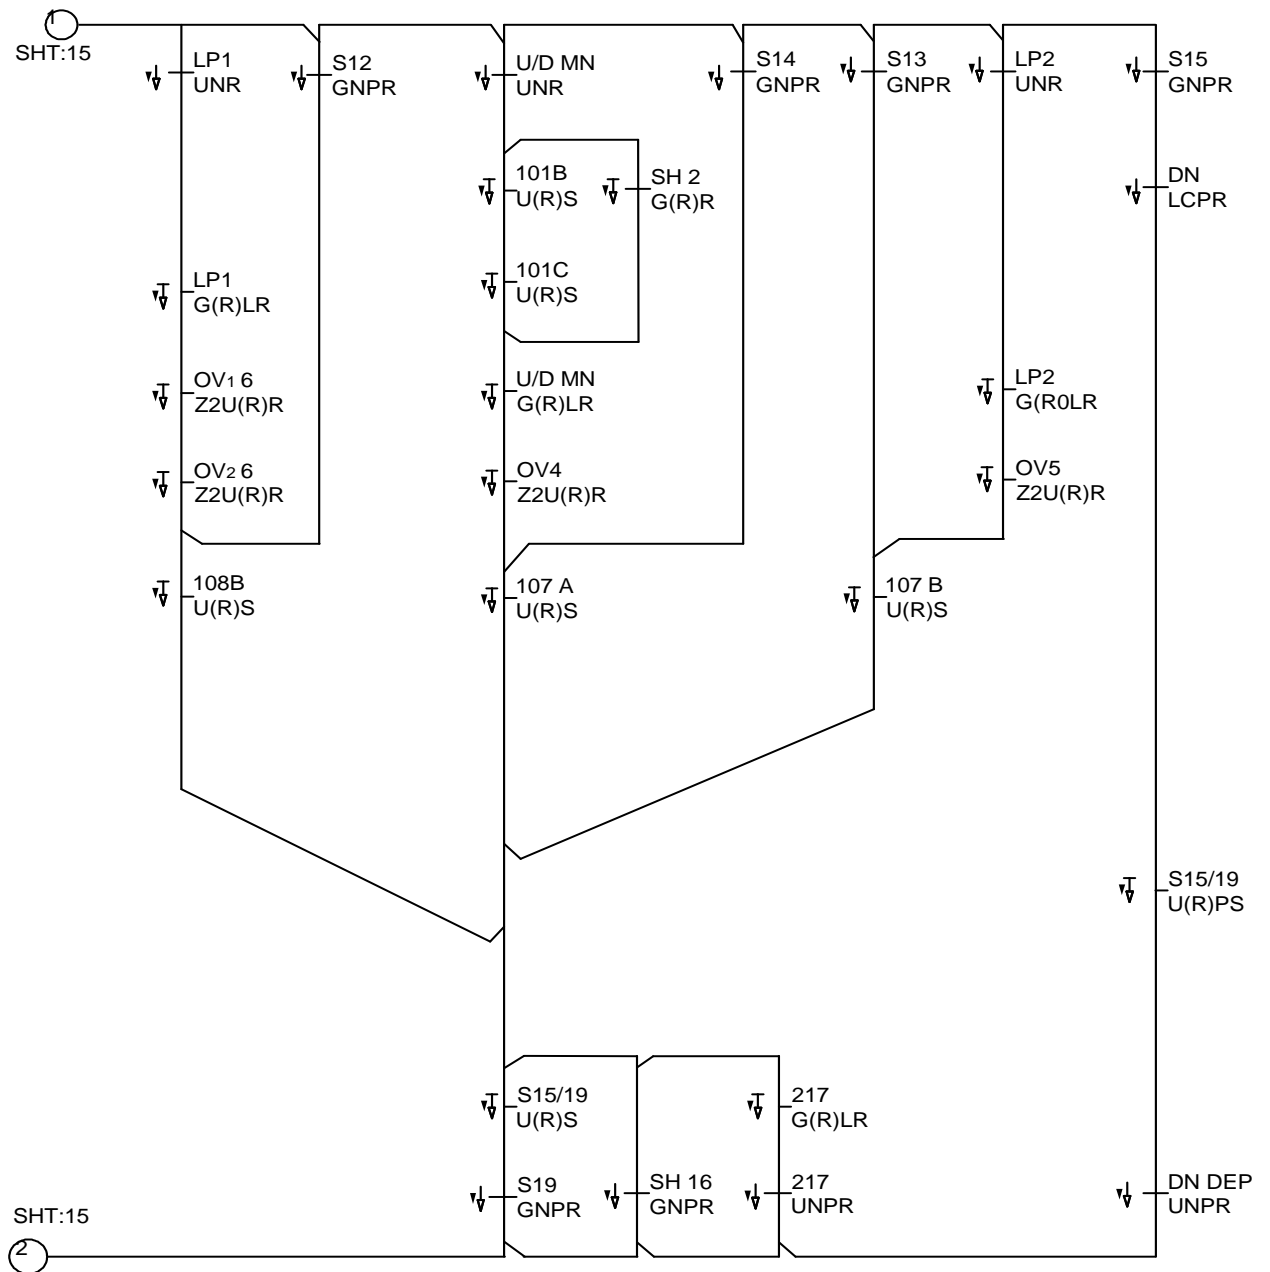 1
SHT:15
LP1
UNR
S12
GNPR
U/D MN
UNR
S14
GNPR
S13
GNPR
LP2
UNR
S15
GNPR
101B
U(R)S
SH 2
G(R)R
DN
LCPR
101C
U(R)S
LP1
G(R)LR
U/D MN
G(R)LR
LP2
G(R0LR
OV1 6
Z2U(R)R
OV2 6
Z2U(R)R
OV4
Z2U(R)R
OV5
Z2U(R)R
108B
U(R)S
107 A
U(R)S
107 B
U(R)S
S15/19
U(R)PS
S15/19
U(R)S
217
G(R)LR
S19
GNPR
SH 16
GNPR
217
UNPR
DN DEP
UNPR
SHT:15
2